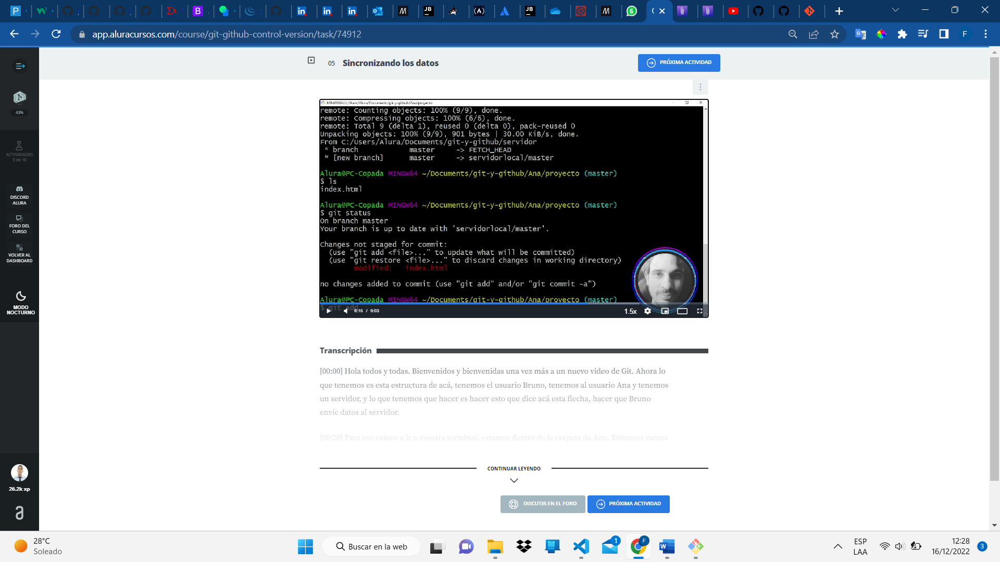 app.aluracursos.com/course/git-github-control-version/task/74912
05 Sincronizando los datos
PRÓXIMA ACTIVIDAD
43%
ACTIVIDADES
5 de 10
DISCORD
ALURA
FORO DEL
CURSO
VOLVER AL
DASHBOARD
MODO
NOCTURNO
26.2k xp
MINGW64:/c/Users/Alura/Documents/git-y-github/Ana/proyecto
remote: Counting objects: 100% (9/9), done.
remote: Compressing objects: 100% (6/6), done.
remote: Total 9 (delta 1), reused 0 (delta 0), pack-reused 0
Unpacking objects: 100% (9/9), 901 bytes | 30.00 KiB/s, done.
From C:/Users/Alura/Documents/git-y-github/servidor
* branch master -> FETCH_HEAD
* [new branch] master -> servidorlocal/master
Alura@PC-Copada MINGW64 ~/Documents/git-y-github/Ana/proyecto (master)
$ ls
index.html
Alura@PC-Copada MINGW64 ~/Documents/git-y-github/Ana/proyecto (master)
$ git status
On branch master
Your branch is up to date with 'servidorlocal/master'.
Changes not staged for commit:
(use "git add <file>..." to update what will be committed)
(use "git restore <file>..." to discard changes in working directory)
modified: index.html
no changes added to commit (use "git add" and/or "git commit -a")
Alura@PC-Copada MINGW64 ~/Documents/git-y-github/Ana/proyecto (master)
$ git add
6:15 / 9:03
1.5x
Transcripción
[00:00] Hola todos y todas. Bienvenidos y bienvenidas una vez más a un nuevo video de Git. Ahora lo
que tenemos es esta estructura de acá, tenemos el usuario Bruno, tenemos al usuario Ana y tenemos
un servidor, y lo que tenemos que hacer es hacer esto que dice acá esta flecha, hacer que Bruno
envíe datos al servidor.
[00:20] Para eso vamos a ir a nuestra terminal, estamos dentro de la carpeta de Ana. Entonces vamos
CONTINUAR LEYENDO
DISCUTIR EN EL FORO
PRÓXIMA ACTIVIDAD
28°C
Soleado
Buscar en la web
1
F
ESP
LAA
12:28
16/12/2022
3